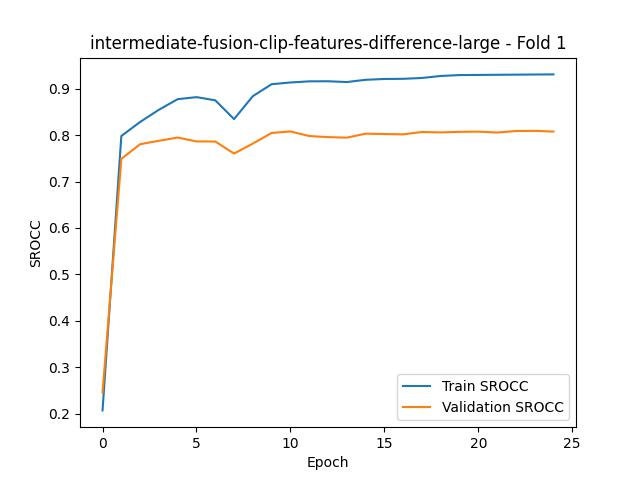 intermediate-fusion-clip-features-difference-large - Fold 1
SROCC
0.9
0.8
0.7
0.6
0.5
0.4
0.3
0.2
Train SROCC
Validation SROCC
0 5 10 15 20 25
Epoch